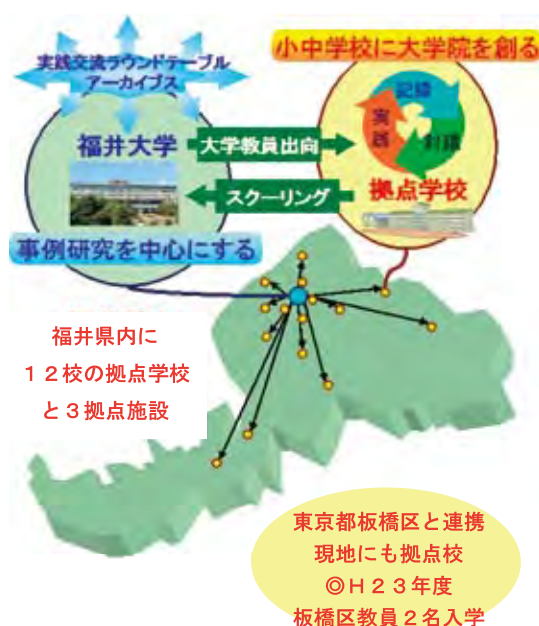 実践交流ラウンドテーブル
アーカイブス
小中学校に大学院を創る
福井大学
大学教員出向
スクーリング
記録
実践
拠点学校
事例研究を中心にする
福井県内に
１２校の拠点学校
と３拠点施設
東京都板橋区と連携
現地にも拠点校
◎Ｈ２３年度
板橋区教員２名入学